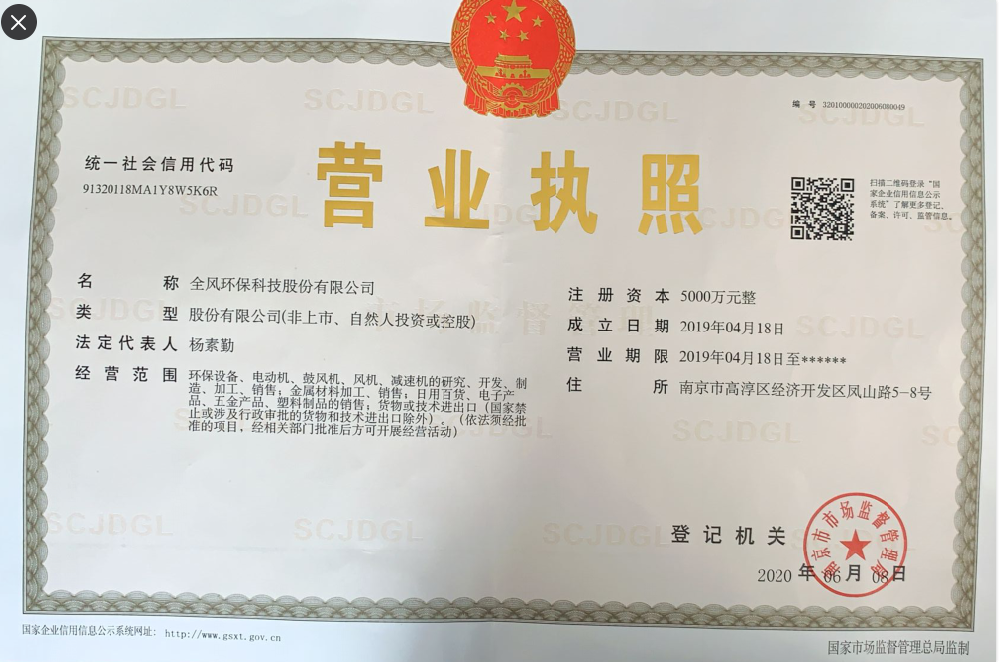 编 号 320100000202006080049
统一社会信用代码
91320118MA1Y8W5K6R
营业执照
扫描二维码登录“国
家企业信用信息公示
系统”了解更多登记、
备案、许可、监管信息。
名 称 全风环保科技股份有限公司
类 型 股份有限公司(非上市、自然人投资或控股)
法定代表人 杨素勤
经营范围 环保设备、电动机、鼓风机、风机、减速机的研究、开发、制
造、加工、销售;金属材料加工、销售;日用百货、电子产
品、五金产品、塑料制品的销售;货物或技术进出口(国家禁
止或涉及行政审批的货物和技术进出口除外)。(依法须经批
准的项目,经相关部门批准后方可开展经营活动)
注册资本 5000万元整
成立日期 2019年04月18日
营业期限 2019年04月18日至******
住 所 南京市高淳区经济开发区凤山路5-8号
登记机关
南京市市场监督管理局
2020 年 06 月 08 日
国家企业信用信息公示系统网址: http://www.gsxt.gov.cn
国家市场监督管理总局监制
SCJDGL
市场监督管理